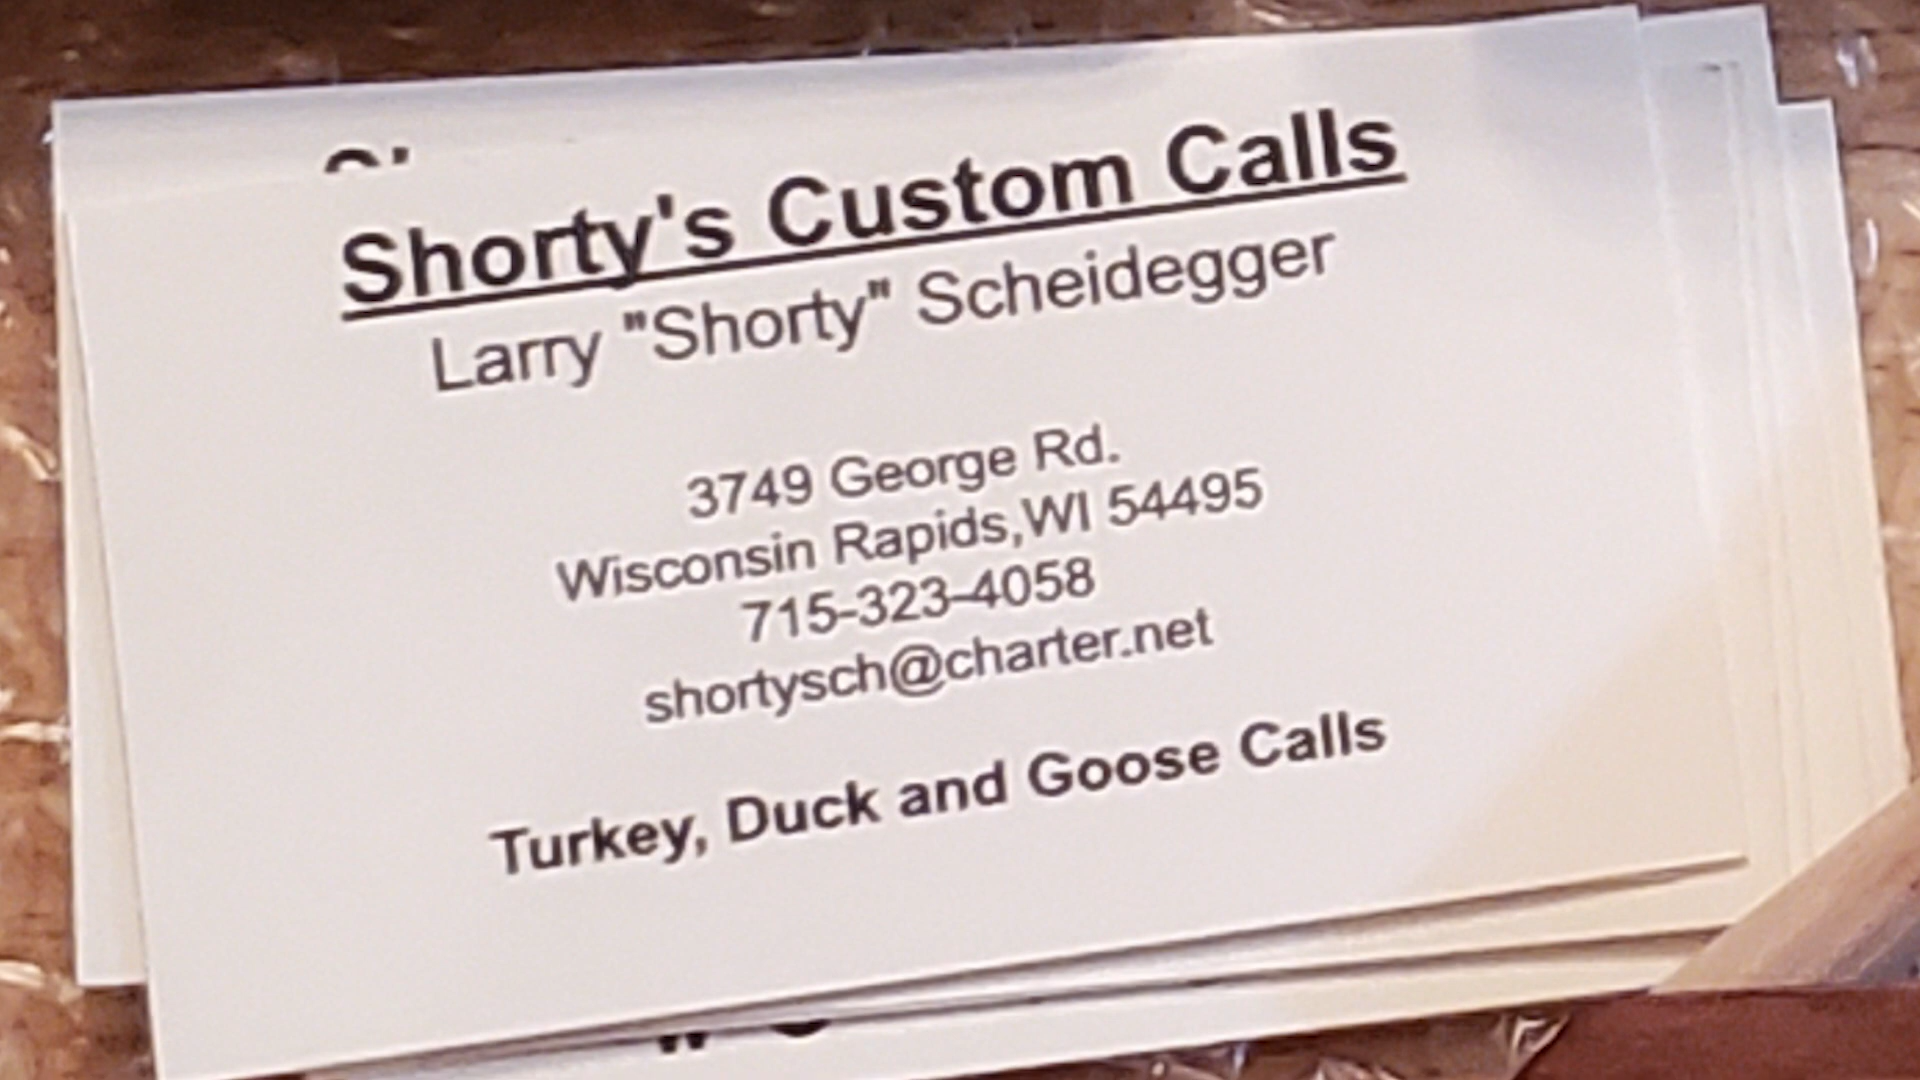 Shorty's Custom Calls
Larry "Shorty" Scheidegger
3749 George Rd.
Wisconsin Rapids,WI 54495
715-323-4058
shortysch@charter.net
Turkey, Duck and Goose Calls